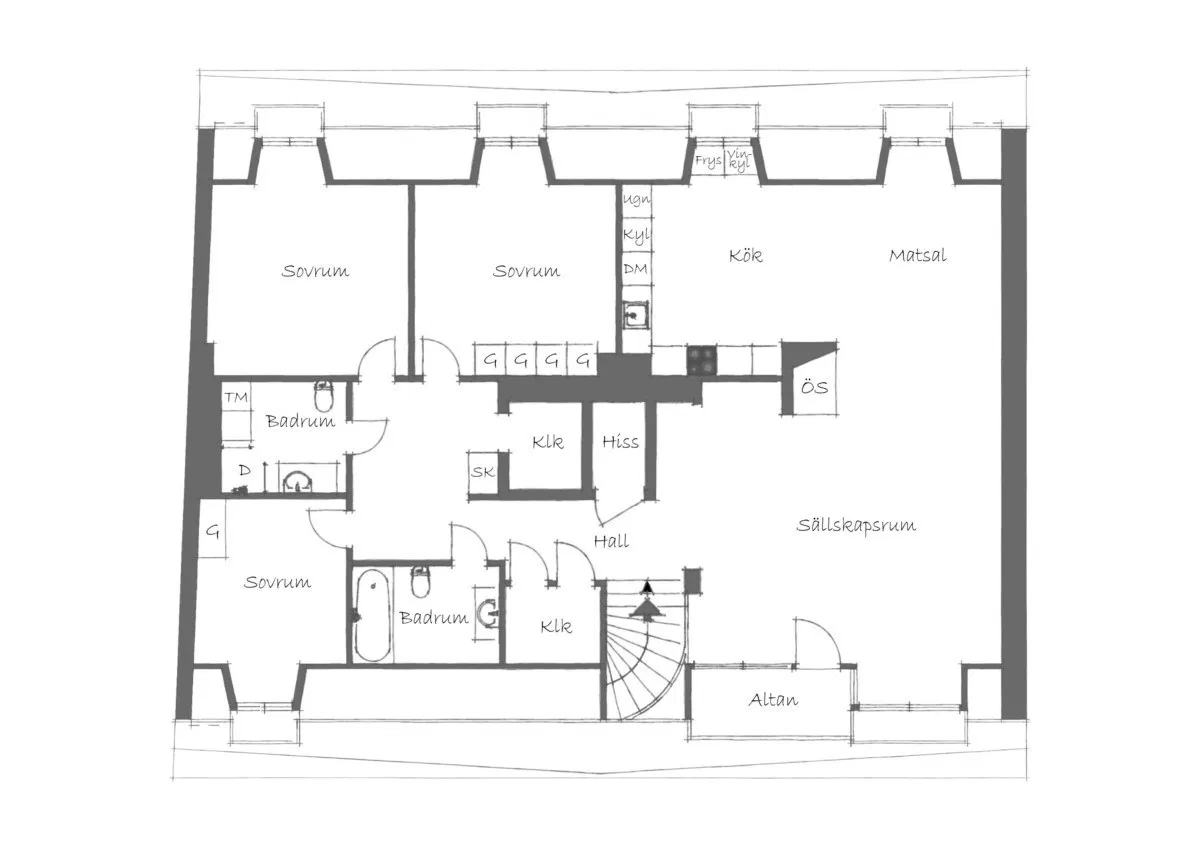 Frys
Vin-
kyl
Ugn
Kyl
DM
Kök
Matsal
Sovrum
Sovrum
G
G
G
G
ÖS
TM
Badrum
Klk
Hiss
D
SK
Sällskapsrum
G
Hall
Sovrum
Badrum
Klk
Altan